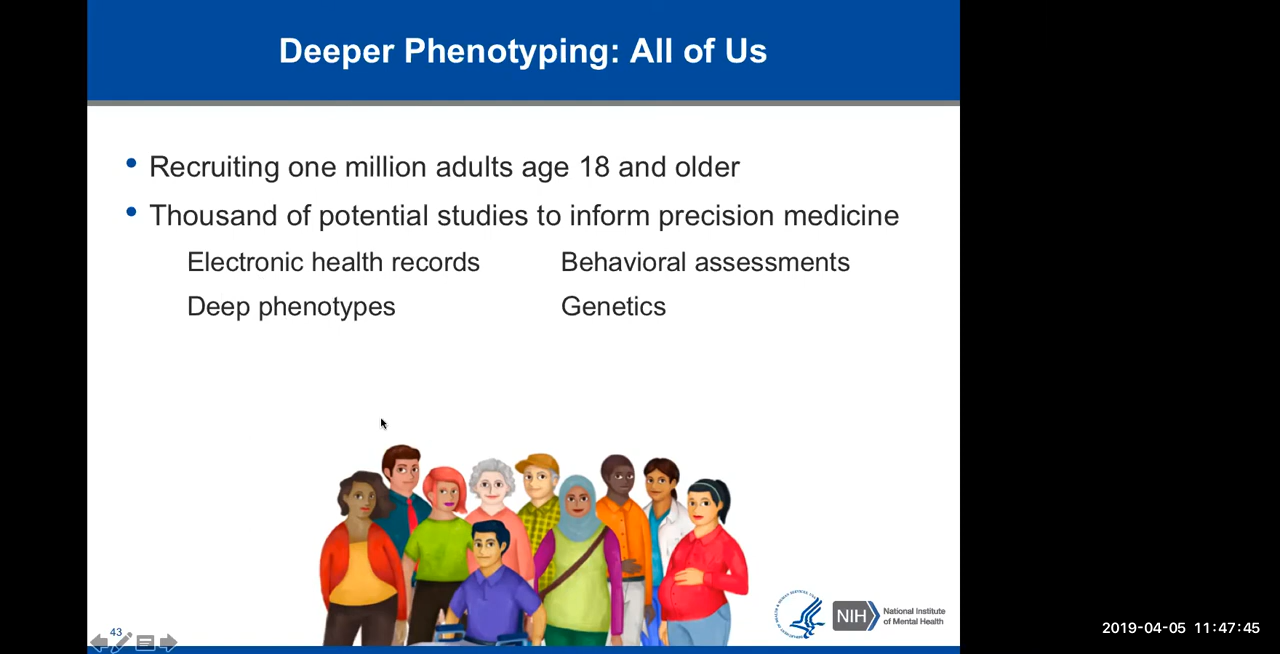 Deeper Phenotyping: All of Us
• Recruiting one million adults age 18 and older
• Thousand of potential studies to inform precision medicine
Electronic health records Behavioral assessments
Deep phenotypes Genetics
NIH National Institute
of Mental Health
43
2019-04-05 11:47:45